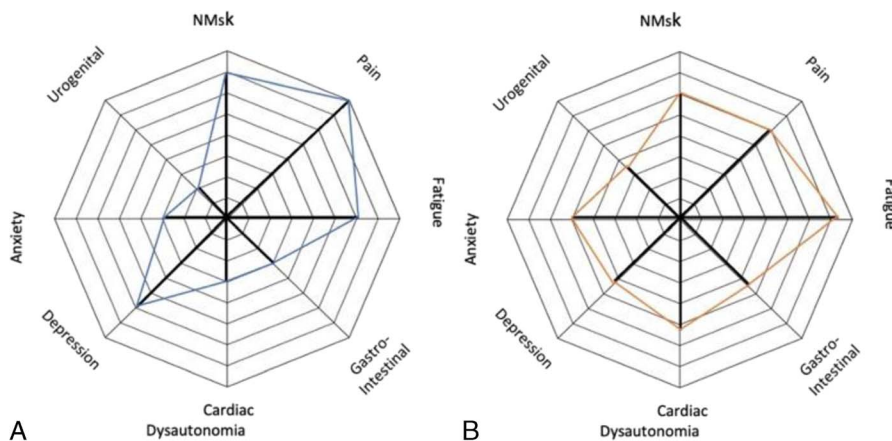 NMsk
Pain
Urogenital
Fatigue
Anxiety
Depression
Gastro-
Intestinal
Cardiac
Dysautonomia
A
NMsk
Pain
Urogenital
Fatigue
Anxiety
Depression
Gastro-
Intestinal
Cardiac
Dysautonomia
B